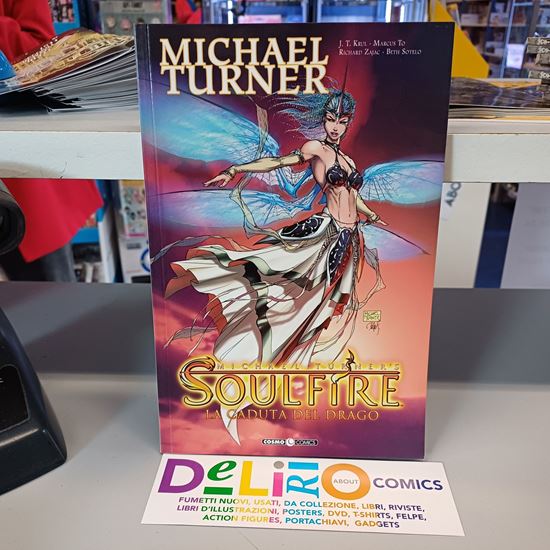 MICHAEL
TURNER
J. T. KRUL - MARCUS TO
RICHARD ZAJAC - BETH SOTELO
MICHAEL TURNER'S
SOULFIRE
LA CADUTA DEL DRAGO
COSMO COMICS
DELIRIO ABOUT COMICS
FUMETTI NUOVI, USATI, DA COLLEZIONE, LIBRI, RIVISTE,
LIBRI D'ILLUSTRAZIONI, POSTERS, DVD, T-SHIRTS, FELPE,
ACTION FIGURES, PORTACHIAVI, GADGETS